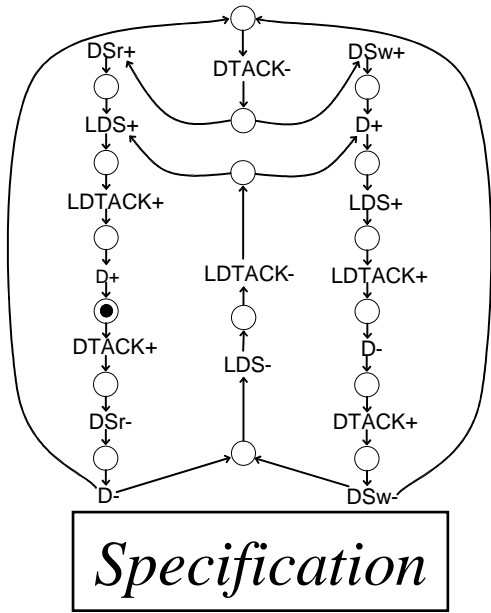 DSr+
DSw+
DTACK-
LDS+
D+
LDTACK+
LDS+
D+
LDTACK-
LDTACK+
DTACK+
LDS-
D-
DSr-
DTACK+
D-
DSw-
Specification